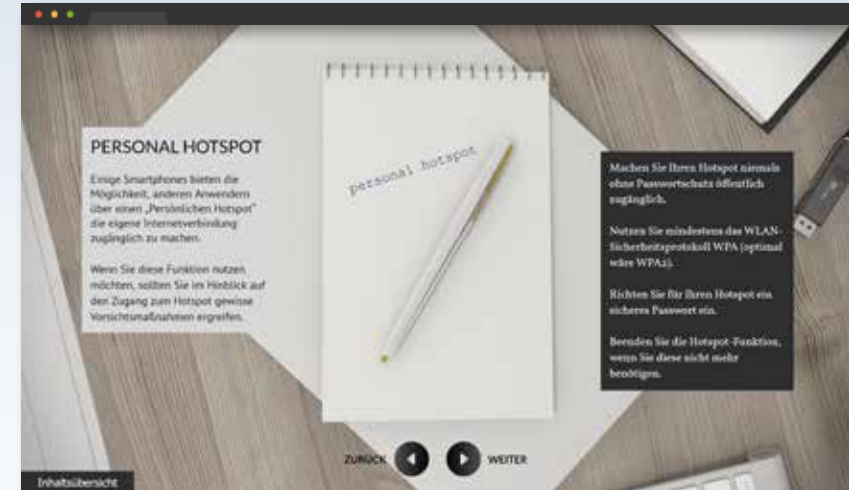 PERSONAL HOTSPOT
Einige Smartphones bieten die
Möglichkeit, anderen Anwendern
über einen „Persönlichen Hotspot"
die eigene Internetverbindung
zugänglich zu machen.
Wenn Sie diese Funktion nutzen
möchten, sollten Sie im Hinblick auf
den Zugang zum Hotspot gewisse
Vorsichtsmaßnahmen ergreifen.
personal hotspot
Machen Sie Ihren Hotspot niemals
ohne Passwortschutz öffentlich
zugänglich.
Nutzen Sie mindestens das WLAN-
Sicherheitsprotokoll WPA (optimal
wäre WPA2).
Richten Sie für Ihren Hotspot ein
sicheres Passwort ein.
Beenden Sie die Hotspot-Funktion,
wenn Sie diese nicht mehr
benötigen.
ZURÜCK WEITER
Inhaltsübersicht